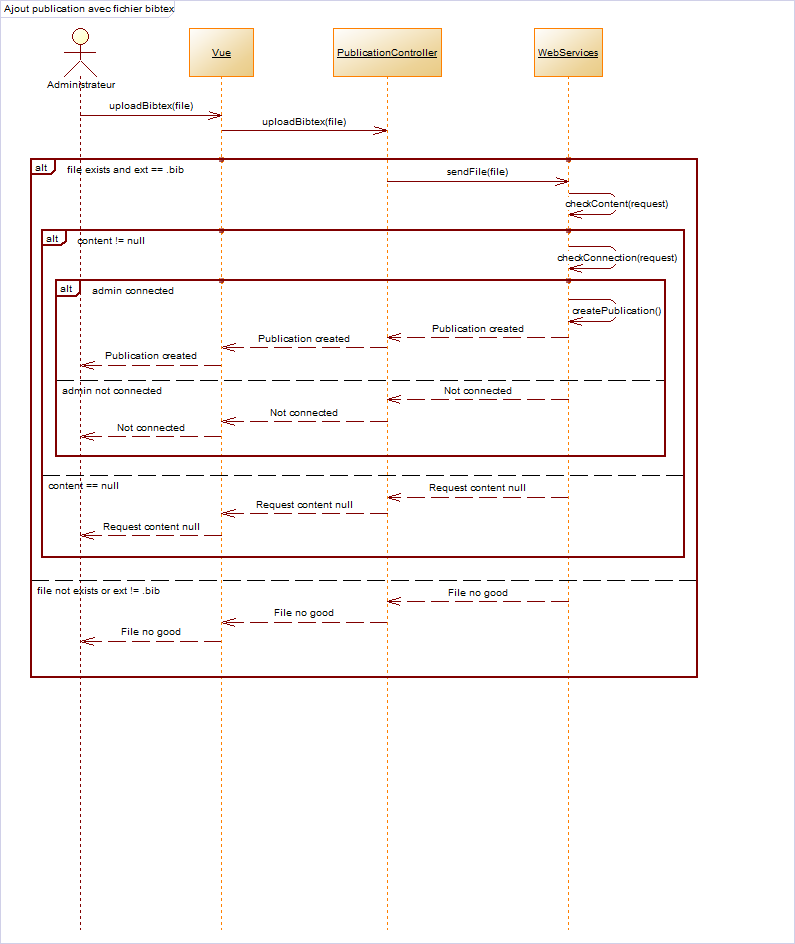 Ajout publication avec fichier bibtex
Vue
PublicationController
WebServices
Administrateur
uploadBibtex(file)
uploadBibtex(file)
alt
file exists and ext == .bib
sendFile(file)
checkContent(request)
alt
content != null
checkConnection(request)
alt
admin connected
createPublication()
Publication created
Publication created
Publication created
admin not connected
Not connected
Not connected
Not connected
content == null
Request content null
Request content null
Request content null
file not exists or ext != .bib
File no good
File no good
File no good